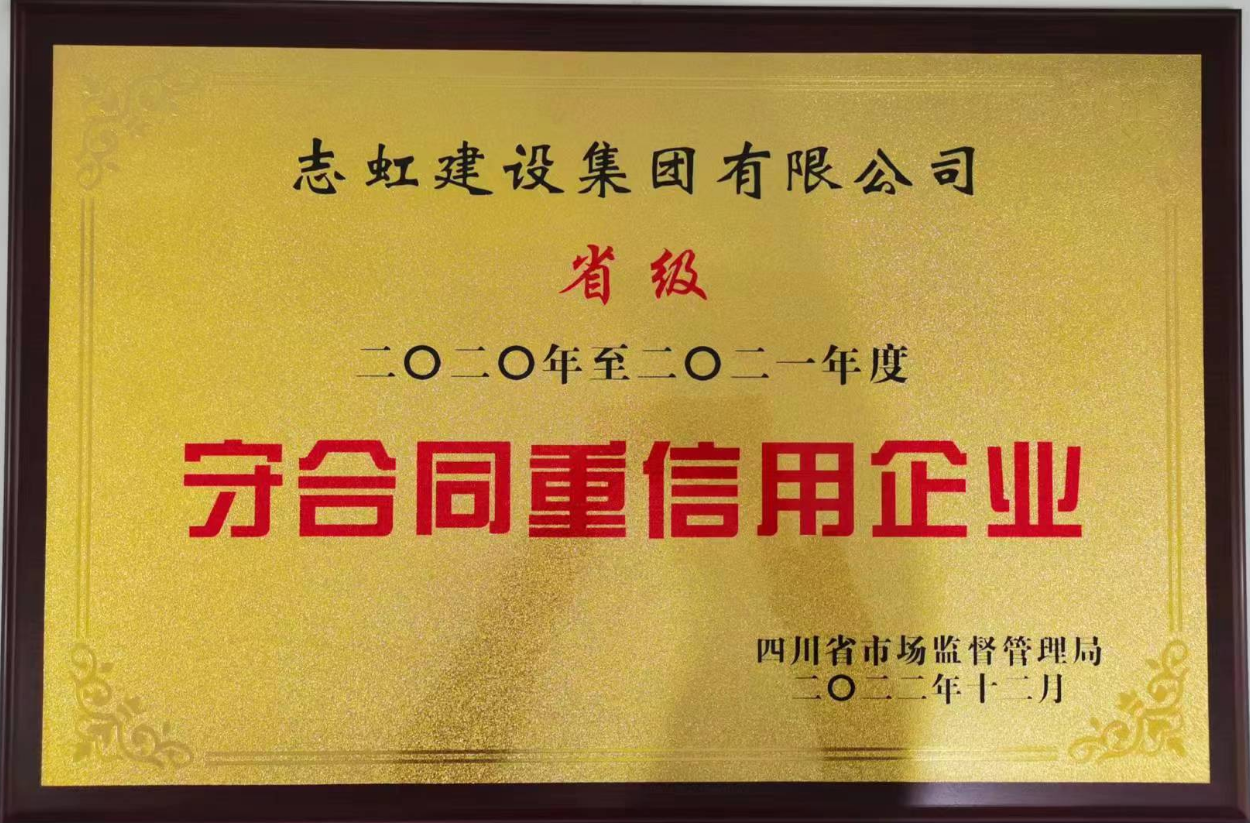 志虹建设集团有限公司
省级
二〇二〇年至二〇二一年度
守合同重信用企业
四川省市场监督管理局
二〇二二年十二月